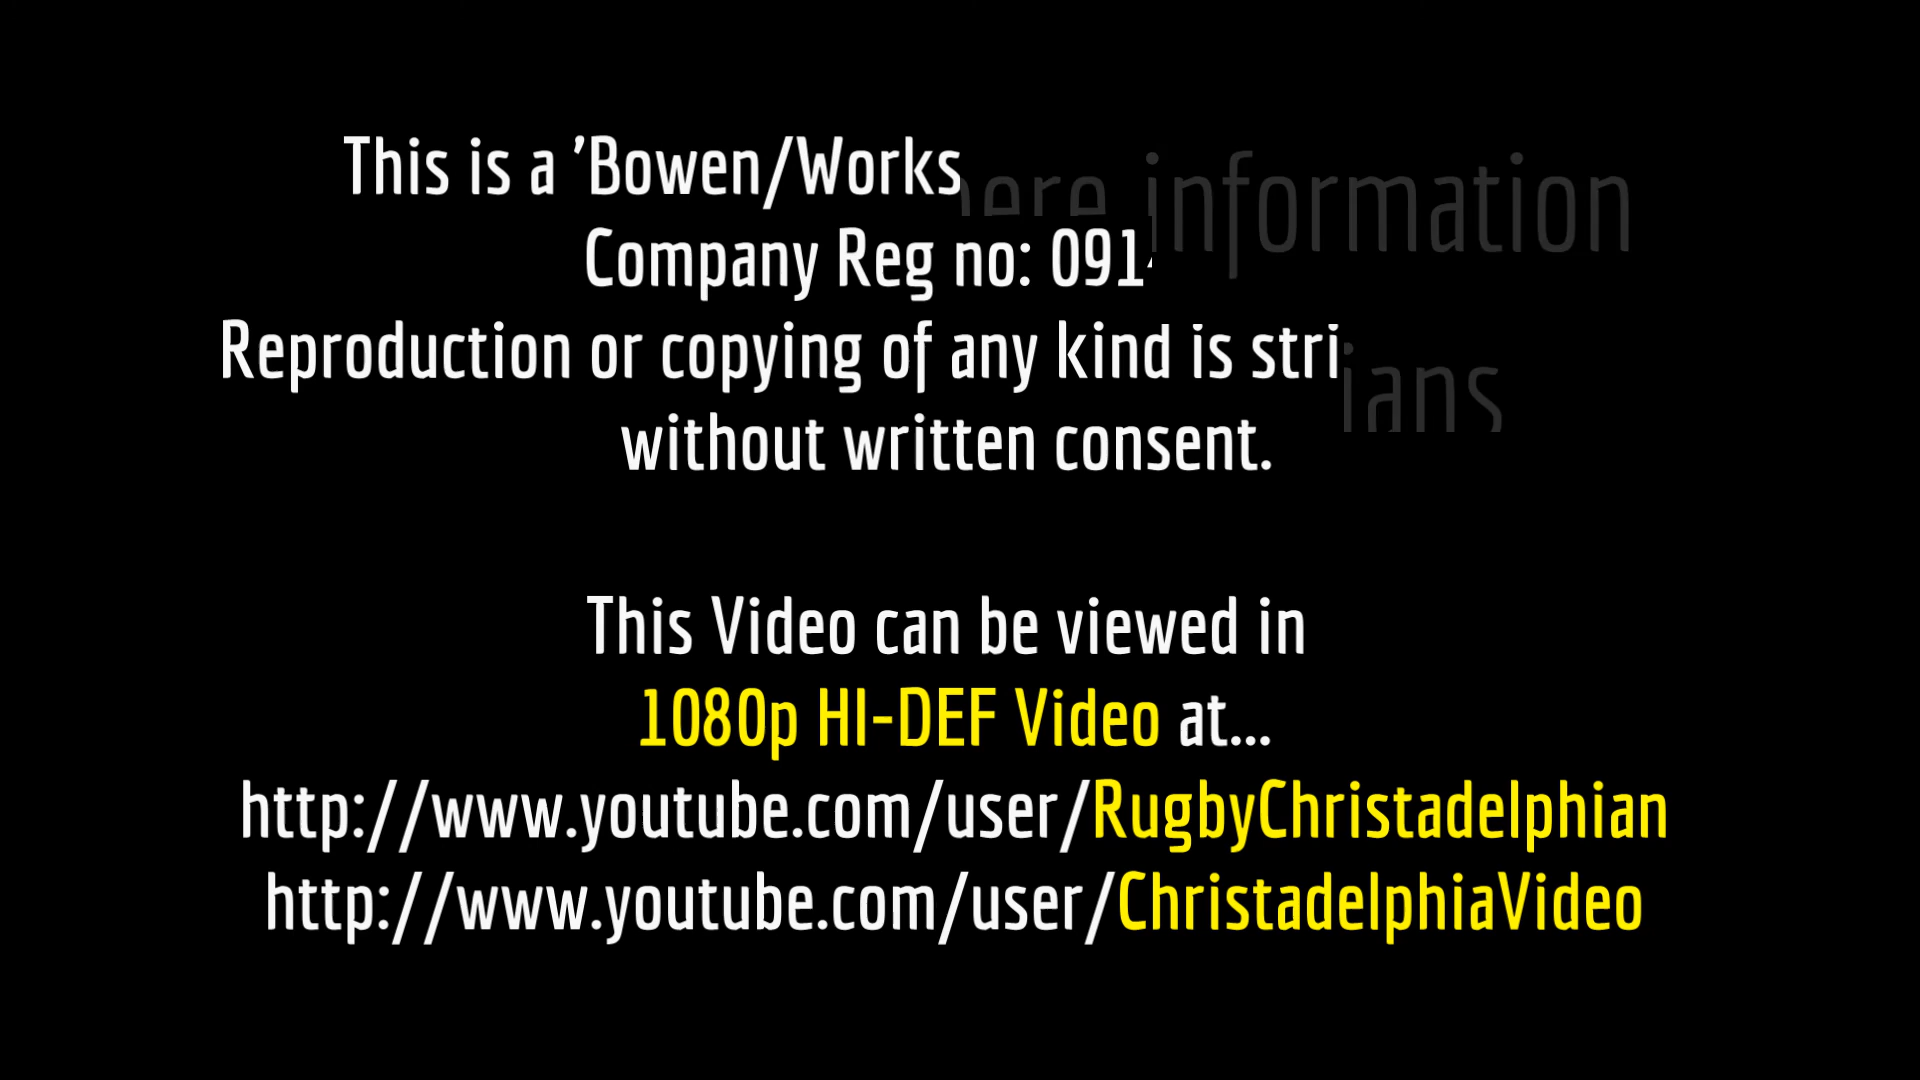 This is a 'Bowen/Works
information
Company Reg no: 091
Reproduction or copying of any kind is
without written consent.
This Video can be viewed in
1080p HI-DEF Video at...
http://www.youtube.com/user/RugbyChristadelphian
http://www.youtube.com/user/ChristadelphiaVideo